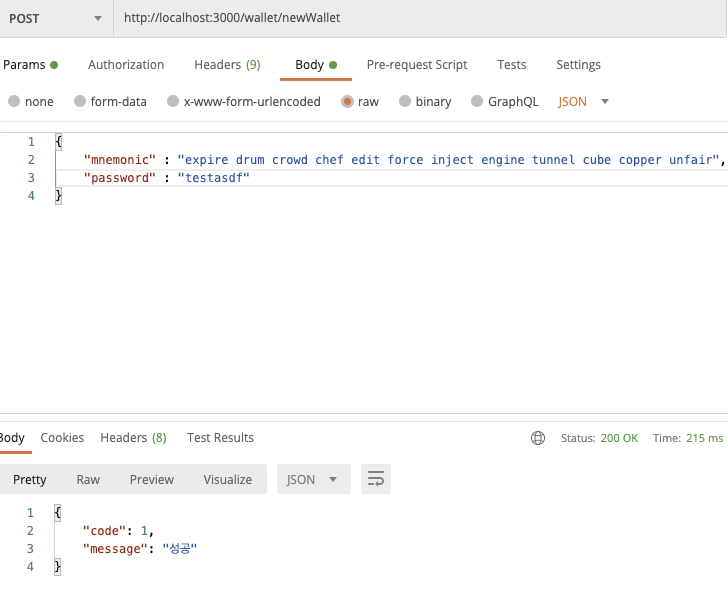 POST http://localhost:3000/wallet/newWallet
Params Authorization Headers (9) Body Pre-request Script Tests Settings
none form-data x-www-form-urlencoded raw binary GraphQL JSON
1 {
2 "mnemonic" : "expire drum crowd chef edit force inject engine tunnel cube copper unfair",
3 "password" : "testasdf"
4 }
Body Cookies Headers (8) Test Results Status: 200 OK Time: 215 ms
Pretty Raw Preview Visualize JSON
1 {
2 "code": 1,
3 "message": "성공"
4 }